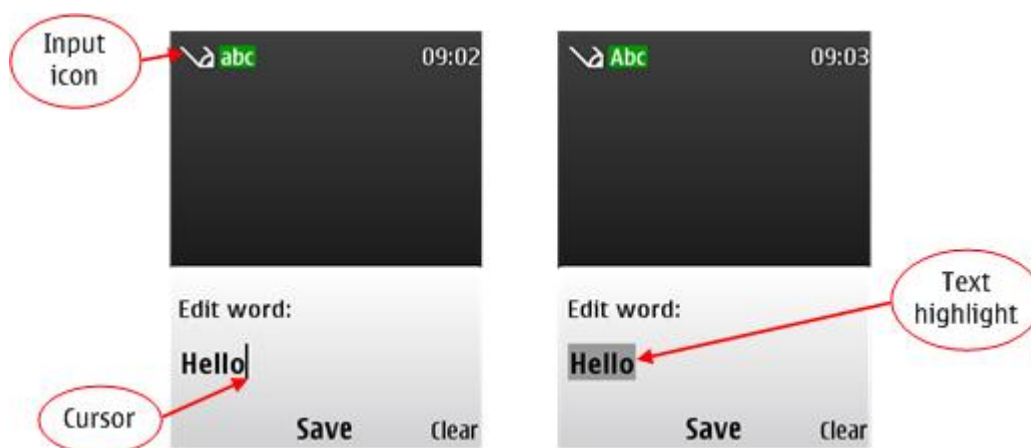 Input
icon
abc 09:02
Edit word:
Hello
Cursor
Save Clear
Abc 09:03
Edit word:
Hello
Text
highlight
Save Clear